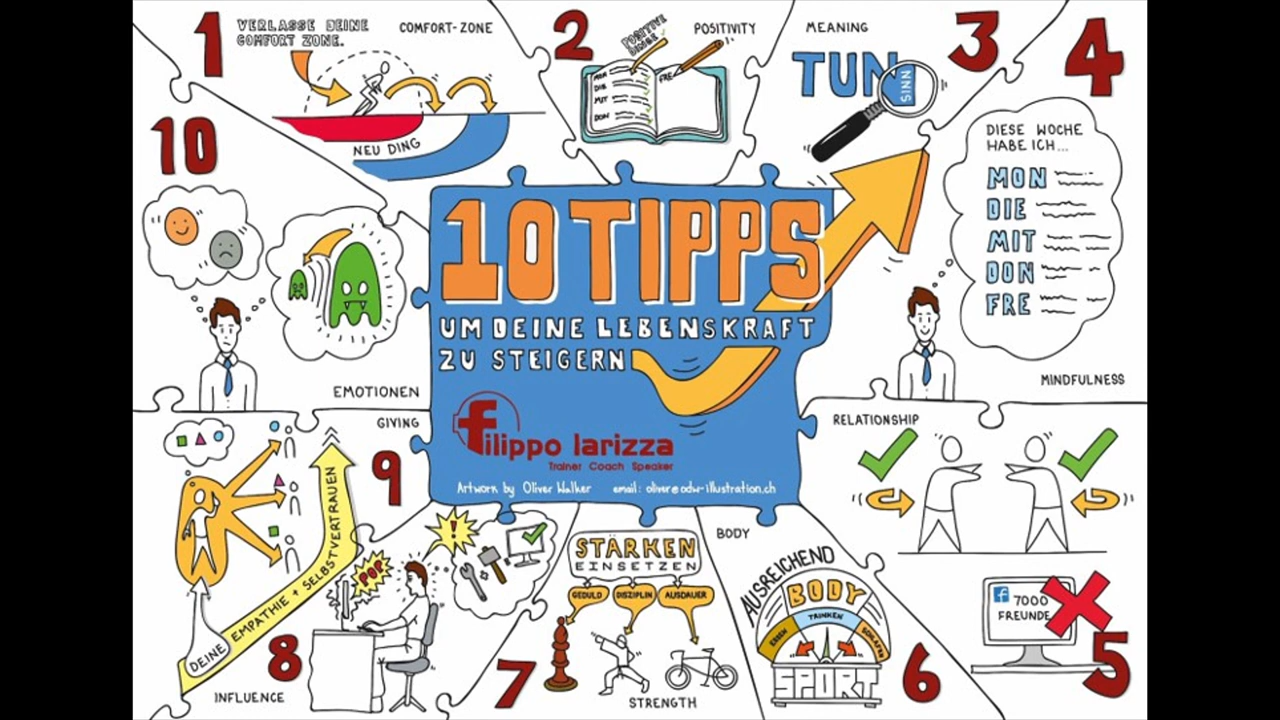 1
VERLASSE DEINE
COMFORT ZONE.
COMFORT-ZONE
NEU DING
2
POSITIVITY
POSITIVE
DINGE
MON
DIE
MIT
DON
FRE
MEANING
3
TUN
SINN
4
DIESE WOCHE
HABE ICH...
MON
DIE
MIT
DON
FRE
MINDFULNESS
10 TIPPS
UM DEINE LEBENSKRAFT
ZU STEIGERN
filippo larizza
Trainer Coach Speaker
Artwork by Oliver Walker email: oliver@odw-illustration.ch
RELATIONSHIP
f 7000
FREUNDE
5
BODY
AUSREICHEND
BODY
ESSEN
TRINKEN
SCHLAFEN
SPORT
6
STÄRKEN
EINSETZEN
GEDULD
DISZIPLIN
AUSDAUER
7
STRENGTH
POP
!
8
INFLUENCE
GIVING
9
DEINE EMPATHIE + SELBSTVERTRAUEN
10
EMOTIONEN